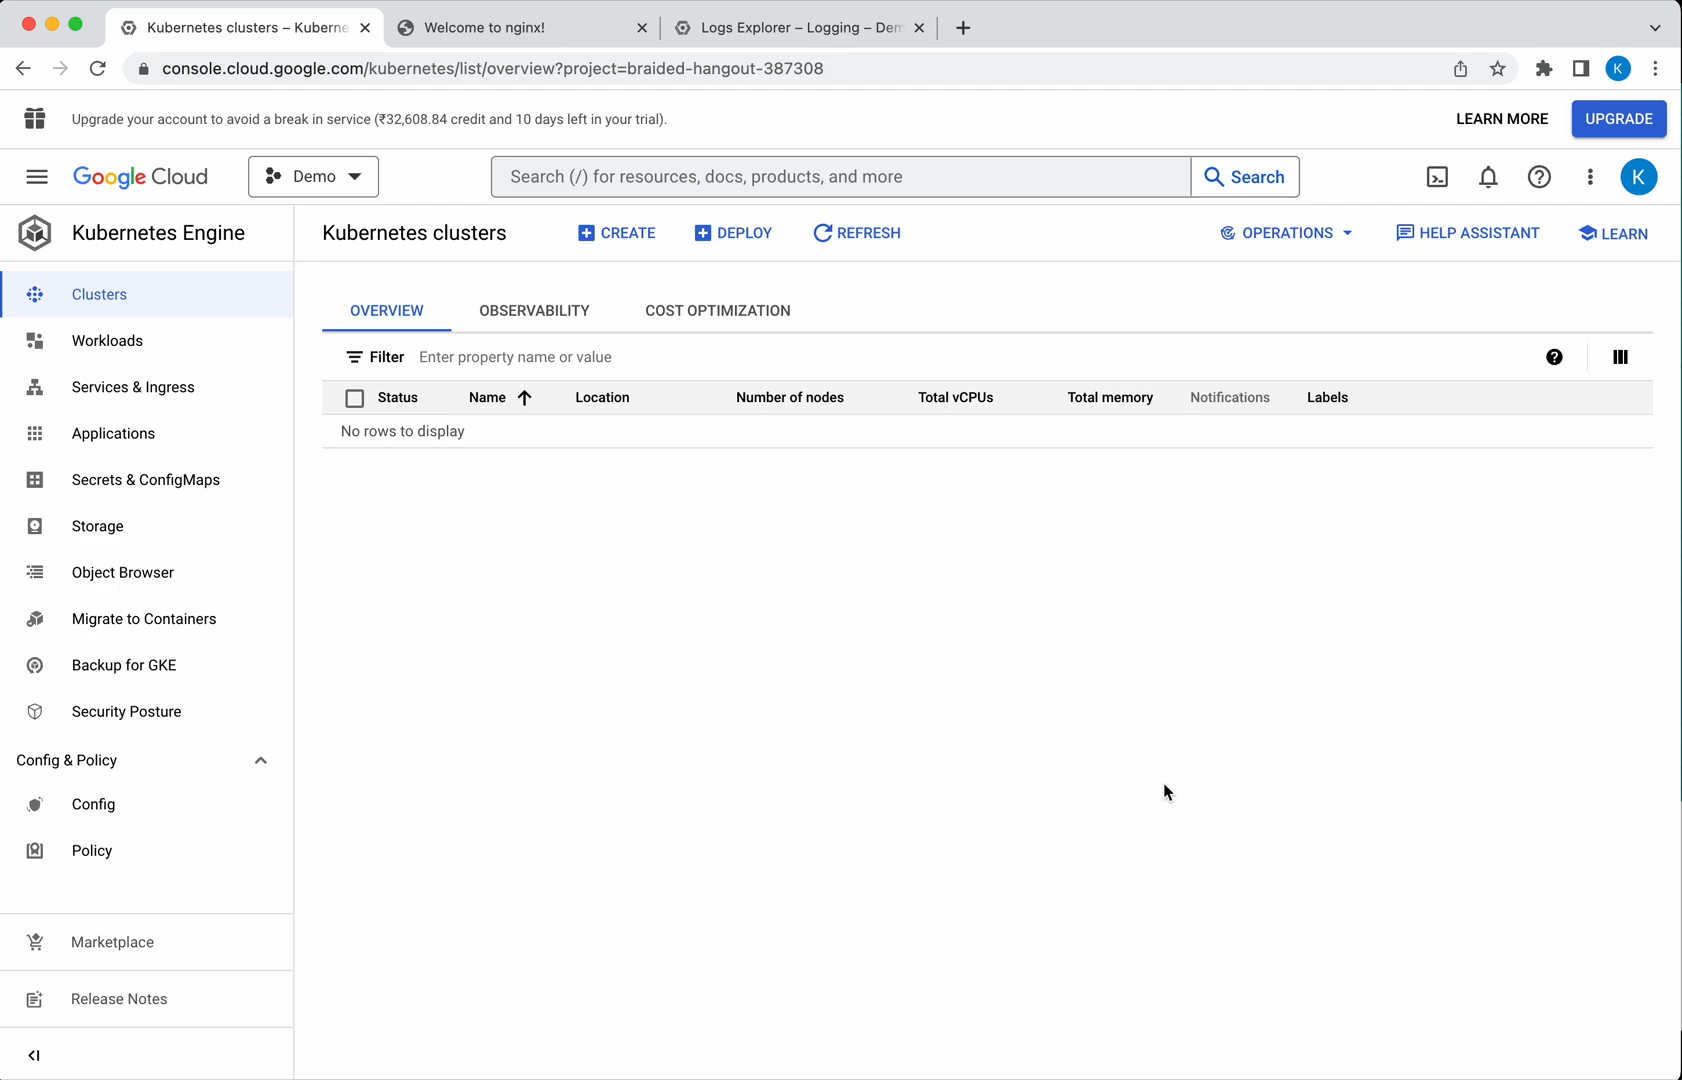 Kubernetes clusters – Kuberne
Welcome to nginx!
Logs Explorer – Logging – Dem
console.cloud.google.com/kubernetes/list/overview?project=braided-hangout-387308
K
Upgrade your account to avoid a break in service (₹32,608.84 credit and 10 days left in your trial).
LEARN MORE
UPGRADE
Google Cloud
Demo
Search (/) for resources, docs, products, and more
Search
K
Kubernetes Engine
Kubernetes clusters
CREATE
DEPLOY
REFRESH
OPERATIONS
HELP ASSISTANT
LEARN
Clusters
Workloads
Services & Ingress
Applications
Secrets & ConfigMaps
Storage
Object Browser
Migrate to Containers
Backup for GKE
Security Posture
Config & Policy
Config
Policy
Marketplace
Release Notes
OVERVIEW
OBSERVABILITY
COST OPTIMIZATION
Filter Enter property name or value
Status Name Location Number of nodes Total vCPUs Total memory Notifications Labels
No rows to display